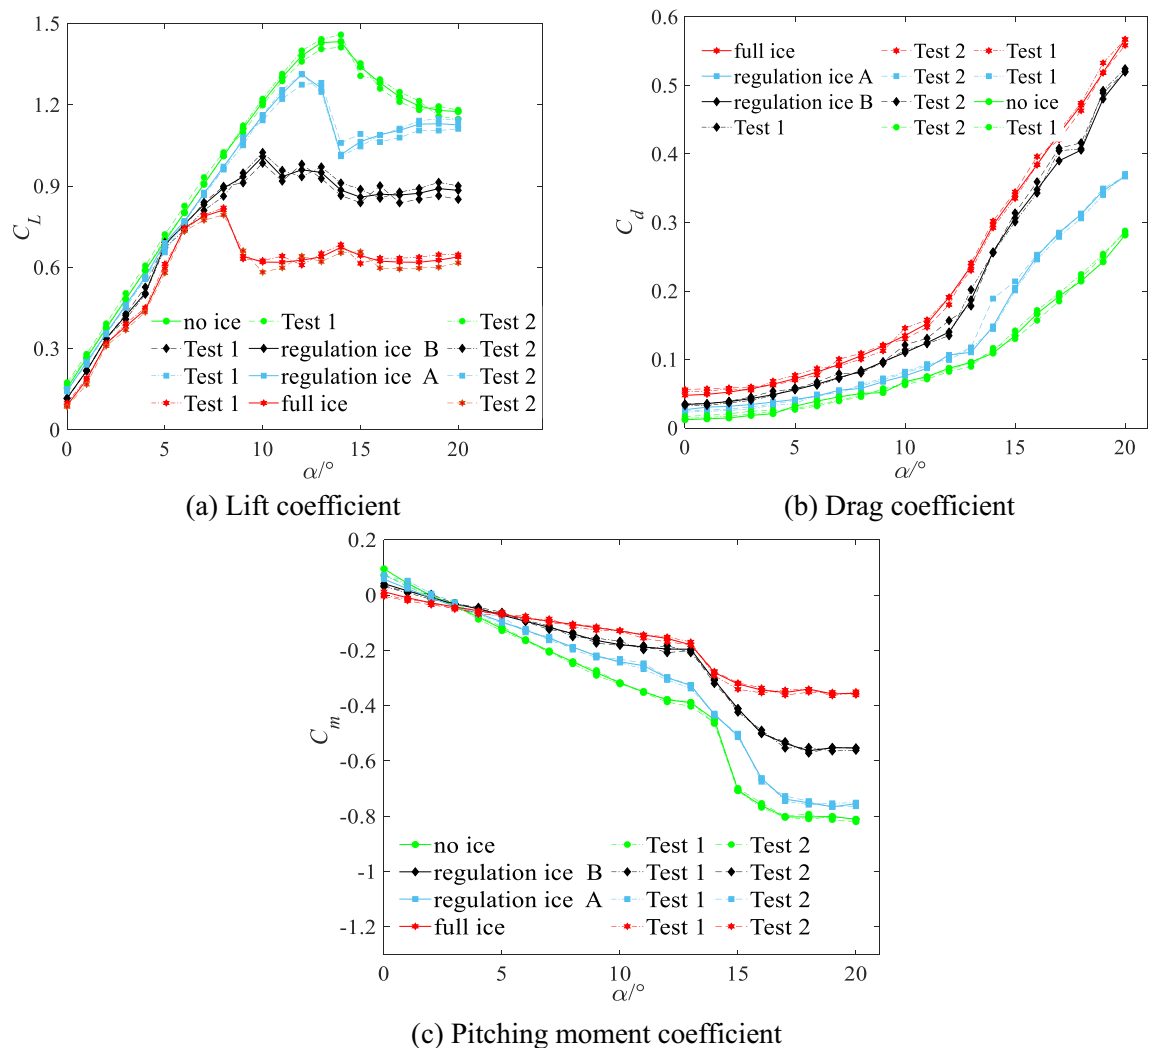 1.5
1.2
0.9
0.6
0.3
0
C_L
no ice Test 1 Test 2
Test 1 regulation ice B Test 2
Test 1 regulation ice A Test 2
Test 1 full ice Test 2
0 5 10 15 20
α/°
(a) Lift coefficient
0.6
0.5
0.4
0.3
0.2
0.1
0
C_d
full ice Test 2 Test 1
regulation ice A Test 2 Test 1
regulation ice B Test 2 no ice
Test 1 Test 2 Test 1
0 5 10 15 20
α/°
(b) Drag coefficient
0.2
0
-0.2
-0.4
-0.6
-0.8
-1
-1.2
C_m
no ice Test 1 Test 2
regulation ice B Test 1 Test 2
regulation ice A Test 1 Test 2
full ice Test 1 Test 2
0 5 10 15 20
α/°
(c) Pitching moment coefficient